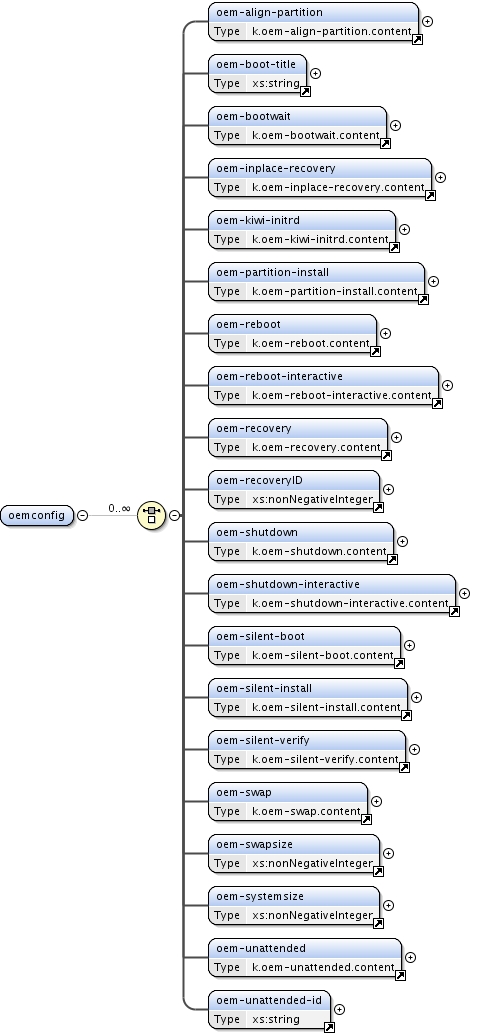 oem-align-partition
Type k.oem-align-partition.content
oem-boot-title
Type xs:string
oem-bootwait
Type k.oem-bootwait.content
oem-inplace-recovery
Type k.oem-inplace-recovery.content
oem-kiwi-initrd
Type k.oem-kiwi-initrd.content
oem-partition-install
Type k.oem-partition-install.content
oem-reboot
Type k.oem-reboot.content
oem-reboot-interactive
Type k.oem-reboot-interactive.content
oem-recovery
Type k.oem-recovery.content
oem-recoveryID
Type xs:nonNegativeInteger
oemconfig 0..∞
oem-shutdown
Type k.oem-shutdown.content
oem-shutdown-interactive
Type k.oem-shutdown-interactive.content
oem-silent-boot
Type k.oem-silent-boot.content
oem-silent-install
Type k.oem-silent-install.content
oem-silent-verify
Type k.oem-silent-verify.content
oem-swap
Type k.oem-swap.content
oem-swapsize
Type xs:nonNegativeInteger
oem-systemsize
Type xs:nonNegativeInteger
oem-unattended
Type k.oem-unattended.content
oem-unattended-id
Type xs:string